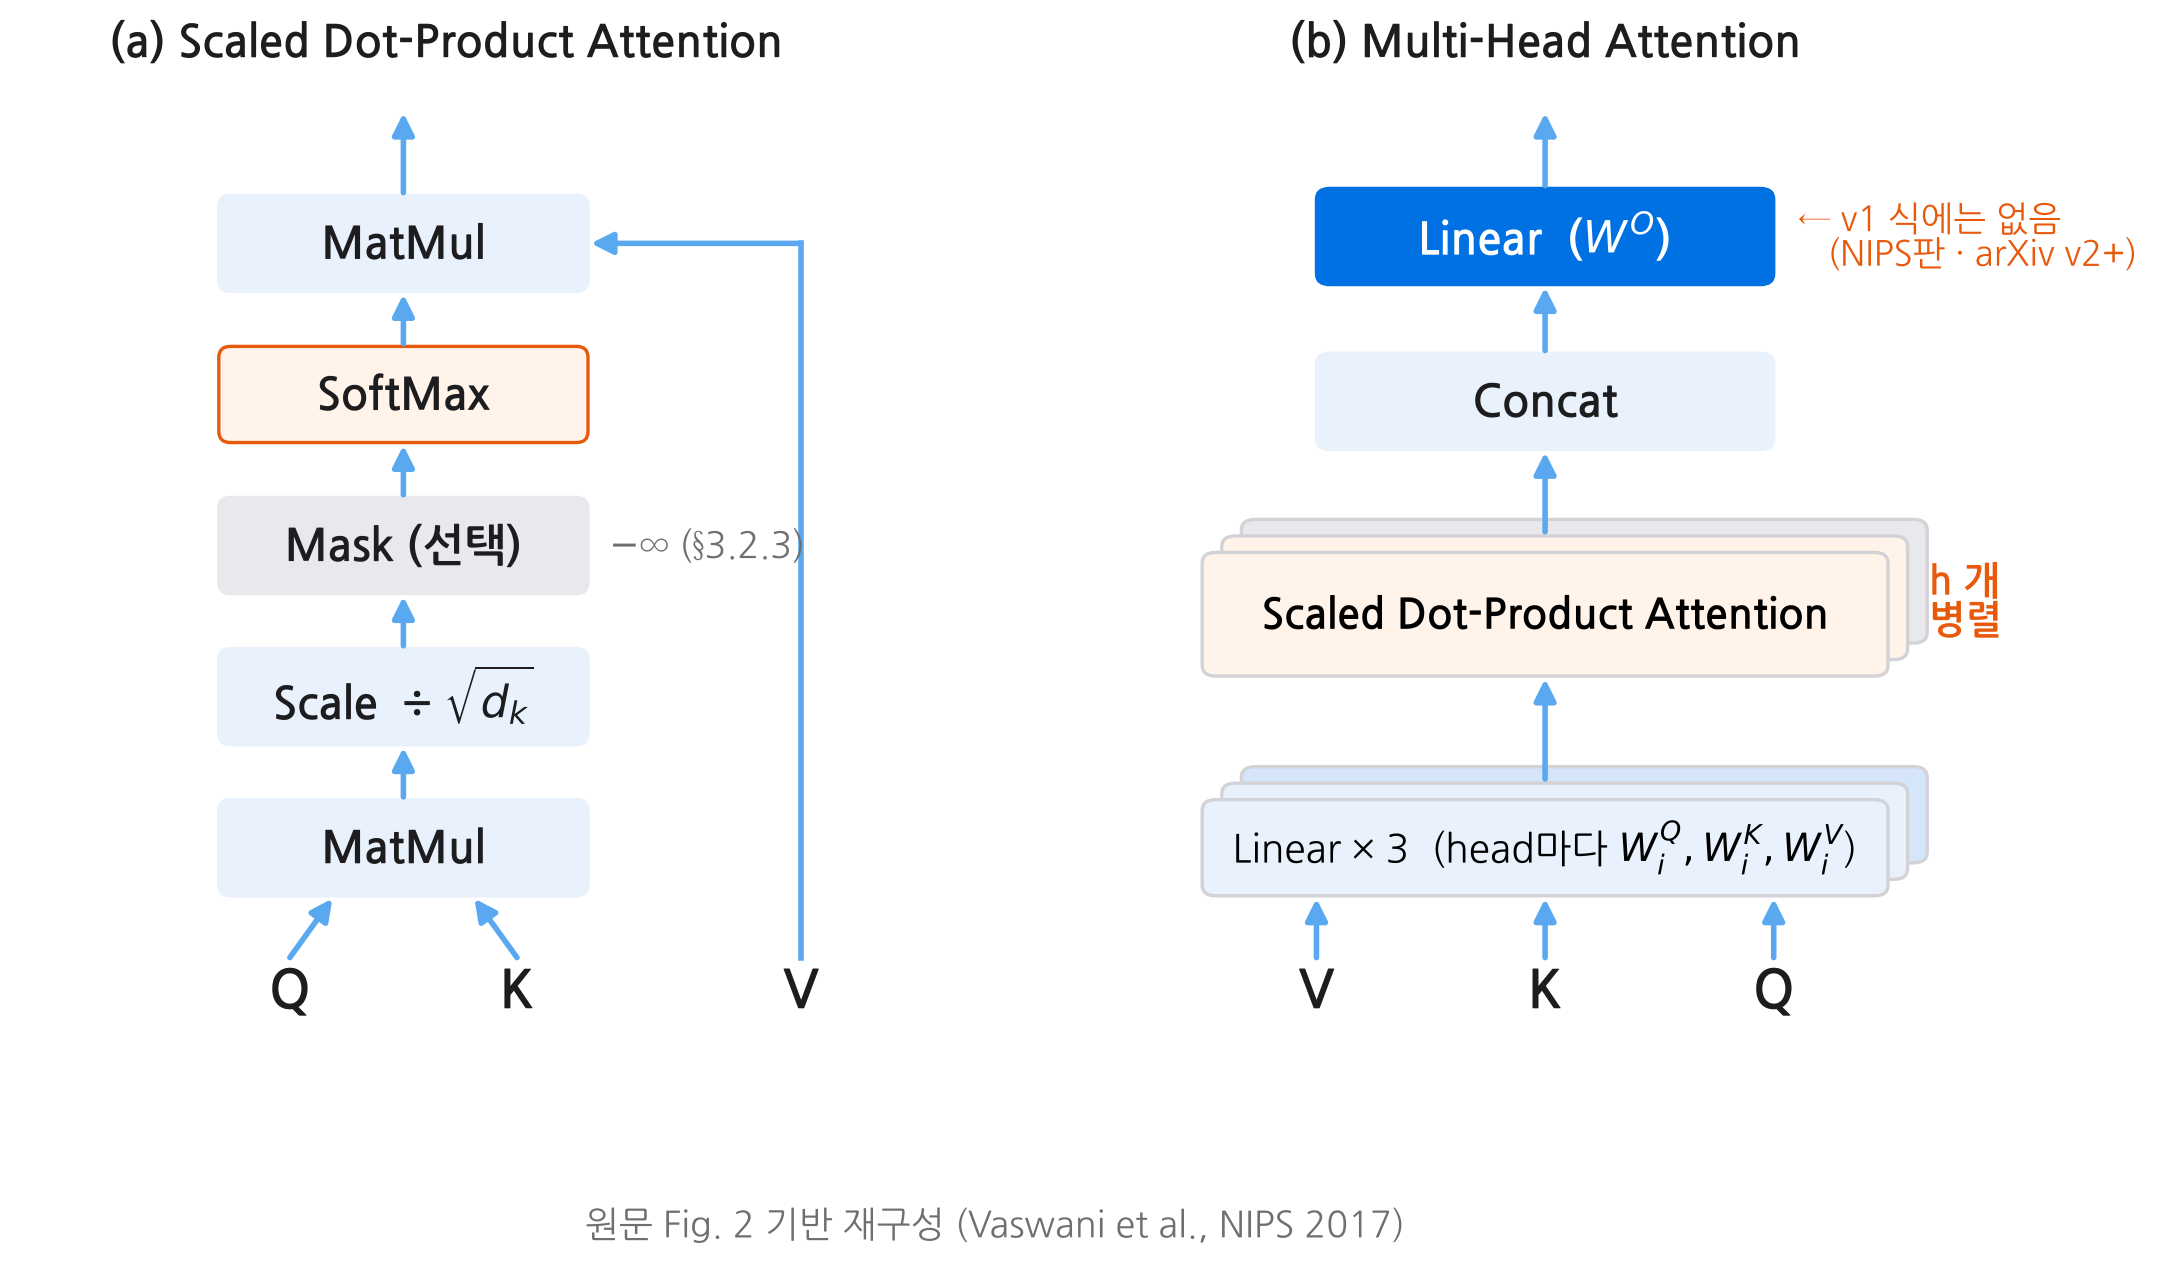 (a) Scaled Dot-Product Attention
MatMul
SoftMax
Mask (선택)
−∞ (§3.2.3)
Scale ÷ √d_k
MatMul
Q K V
(b) Multi-Head Attention
Linear (W^O)
← v1 식에는 없음
(NIPS판 · arXiv v2+)
Concat
Scaled Dot-Product Attention
h 개
병렬
Linear × 3 (head마다 W_i^Q, W_i^K, W_i^V)
V K Q
원문 Fig. 2 기반 재구성 (Vaswani et al., NIPS 2017)